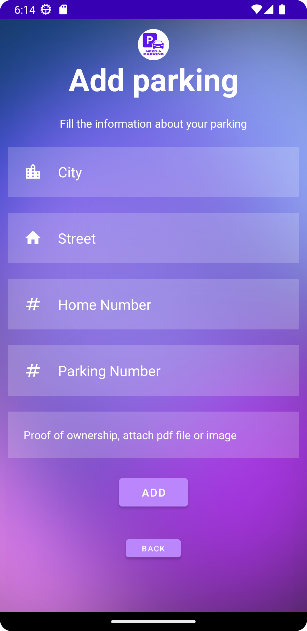 6:14
P
Add parking
Fill the information about your parking
City
Street
Home Number
Parking Number
Proof of ownership, attach pdf file or image
ADD
BACK